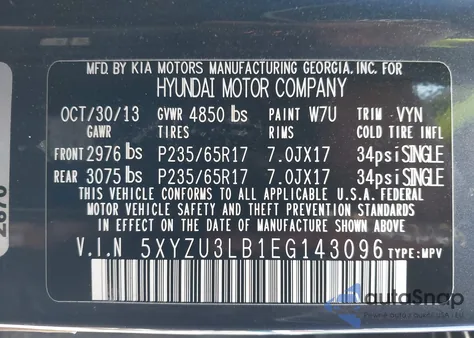 MFD. BY KIA MOTORS MANUFACTURING GEORGIA, INC. FOR
HYUNDAI MOTOR COMPANY
OCT/30/13 GVWR 4850 lbs PAINT W7U TRIM VYN
GAWR TIRES RIMS COLD TIRE INFL
FRONT 2976 lbs P235/65R17 7.0JX17 34psi SINGLE
REAR 3075 lbs P235/65R17 7.0JX17 34psi SINGLE
THIS VEHICLE CONFORMS TO ALL APPLICABLE U.S.A. FEDERAL
MOTOR VEHICLE SAFETY AND THEFT PREVENTION STANDARDS IN
EFFECT ON THE DATE OF MANUFACTURE SHOWN ABOVE.
V.I.N 5XYZU3LB1EG143096 TYPE: MPV
autoSnap